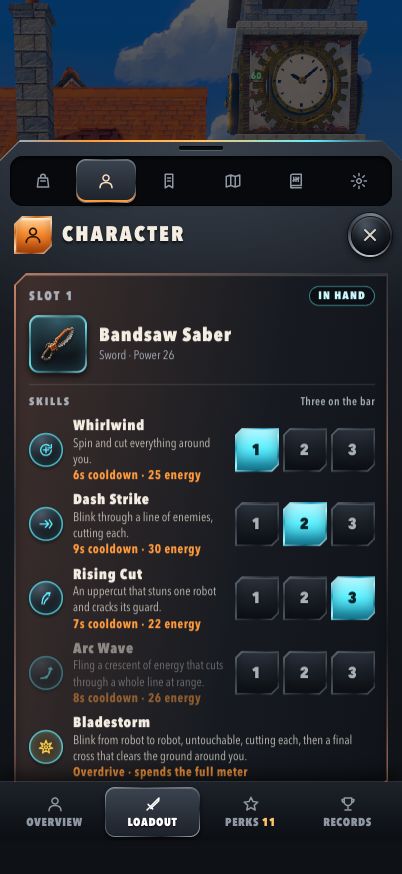 60
CHARACTER
SLOT 1
IN HAND
Bandsaw Saber
Sword · Power 26
SKILLS
Three on the bar
Whirlwind
Spin and cut everything around
you.
6s cooldown · 25 energy
1 2 3
Dash Strike
Blink through a line of enemies,
cutting each.
9s cooldown · 30 energy
1 2 3
Rising Cut
An uppercut that stuns one robot
and cracks its guard.
7s cooldown · 22 energy
1 2 3
Arc Wave
Fling a crescent of energy that cuts
through a whole line at range.
8s cooldown · 26 energy
1 2 3
Bladestorm
Blink from robot to robot, untouchable, cutting each, then a final
cross that clears the ground around you.
Overdrive · spends the full meter
OVERVIEW
LOADOUT
PERKS 11
RECORDS